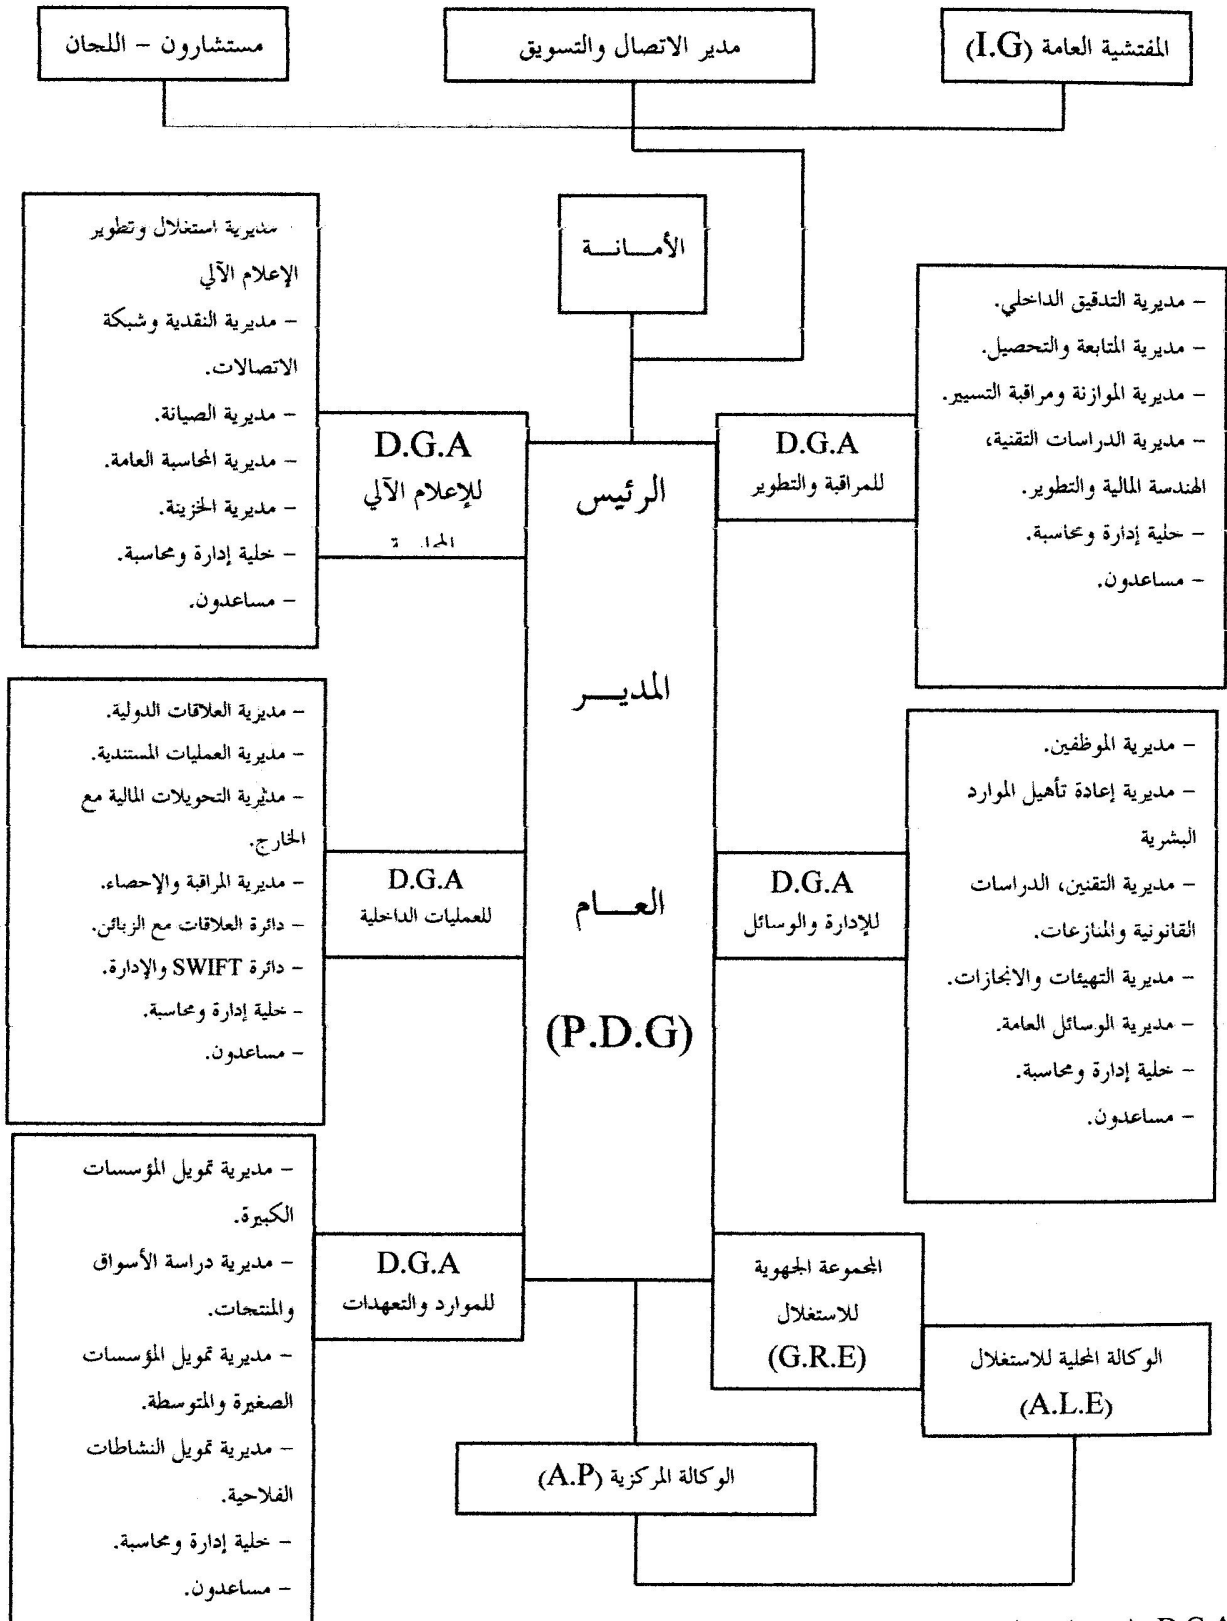 المفتشية العامة (I.G)
مدير الاتصال والتسويق
مستشارون – اللجان
الأمـــانـــة
– مديرية التدقيق الداخلي.
– مديرية المتابعة والتحصيل.
– مديرية الموازنة ومراقبة التسيير.
– مديرية الدراسات التقنية،
الهندسة المالية والتطوير.
– خلية إدارة ومحاسبة.
– مساعدون.
D.G.A
للمراقبة والتطوير
الرئيس
المديـــر
العـــام
(P.D.G)
D.G.A
للإعلام الآلي
- مديرية استغلال وتطوير
الإعلام الآلي
– مديرية النقدية وشبكة
الاتصالات.
– مديرية الصيانة.
– مديرية المحاسبة العامة.
– مديرية الخزينة.
– خلية إدارة ومحاسبة.
– مساعدون.
– مديرية الموظفين.
– مديرية إعادة تأهيل الموارد
البشرية
– مديرية التقنين، الدراسات
القانونية والمنازعات.
– مديرية التهيئات والانجازات.
– مديرية الوسائل العامة.
– خلية إدارة ومحاسبة.
– مساعدون.
D.G.A
للإدارة والوسائل
D.G.A
للعمليات الداخلية
– مديرية العلاقات الدولية.
– مديرية العمليات المستندية.
– مديرية التحويلات المالية مع
الخارج.
– مديرية المراقبة والإحصاء.
– دائرة العلاقات مع الزبائن.
– دائرة SWIFT والإدارة.
– خلية إدارة ومحاسبة.
– مساعدون.
المجموعة الجهوية
للاستغلال
(G.R.E)
الوكالة المحلية للاستغلال
(A.L.E)
D.G.A
للموارد والتعهدات
– مديرية تمويل المؤسسات
الكبيرة.
– مديرية دراسة الأسواق
والمنتجات.
– مديرية تمويل المؤسسات
الصغيرة والمتوسطة.
– مديرية تمويل النشاطات
الفلاحية.
– خلية إدارة ومحاسبة.
– مساعدون.
الوكالة المركزية (A.P)